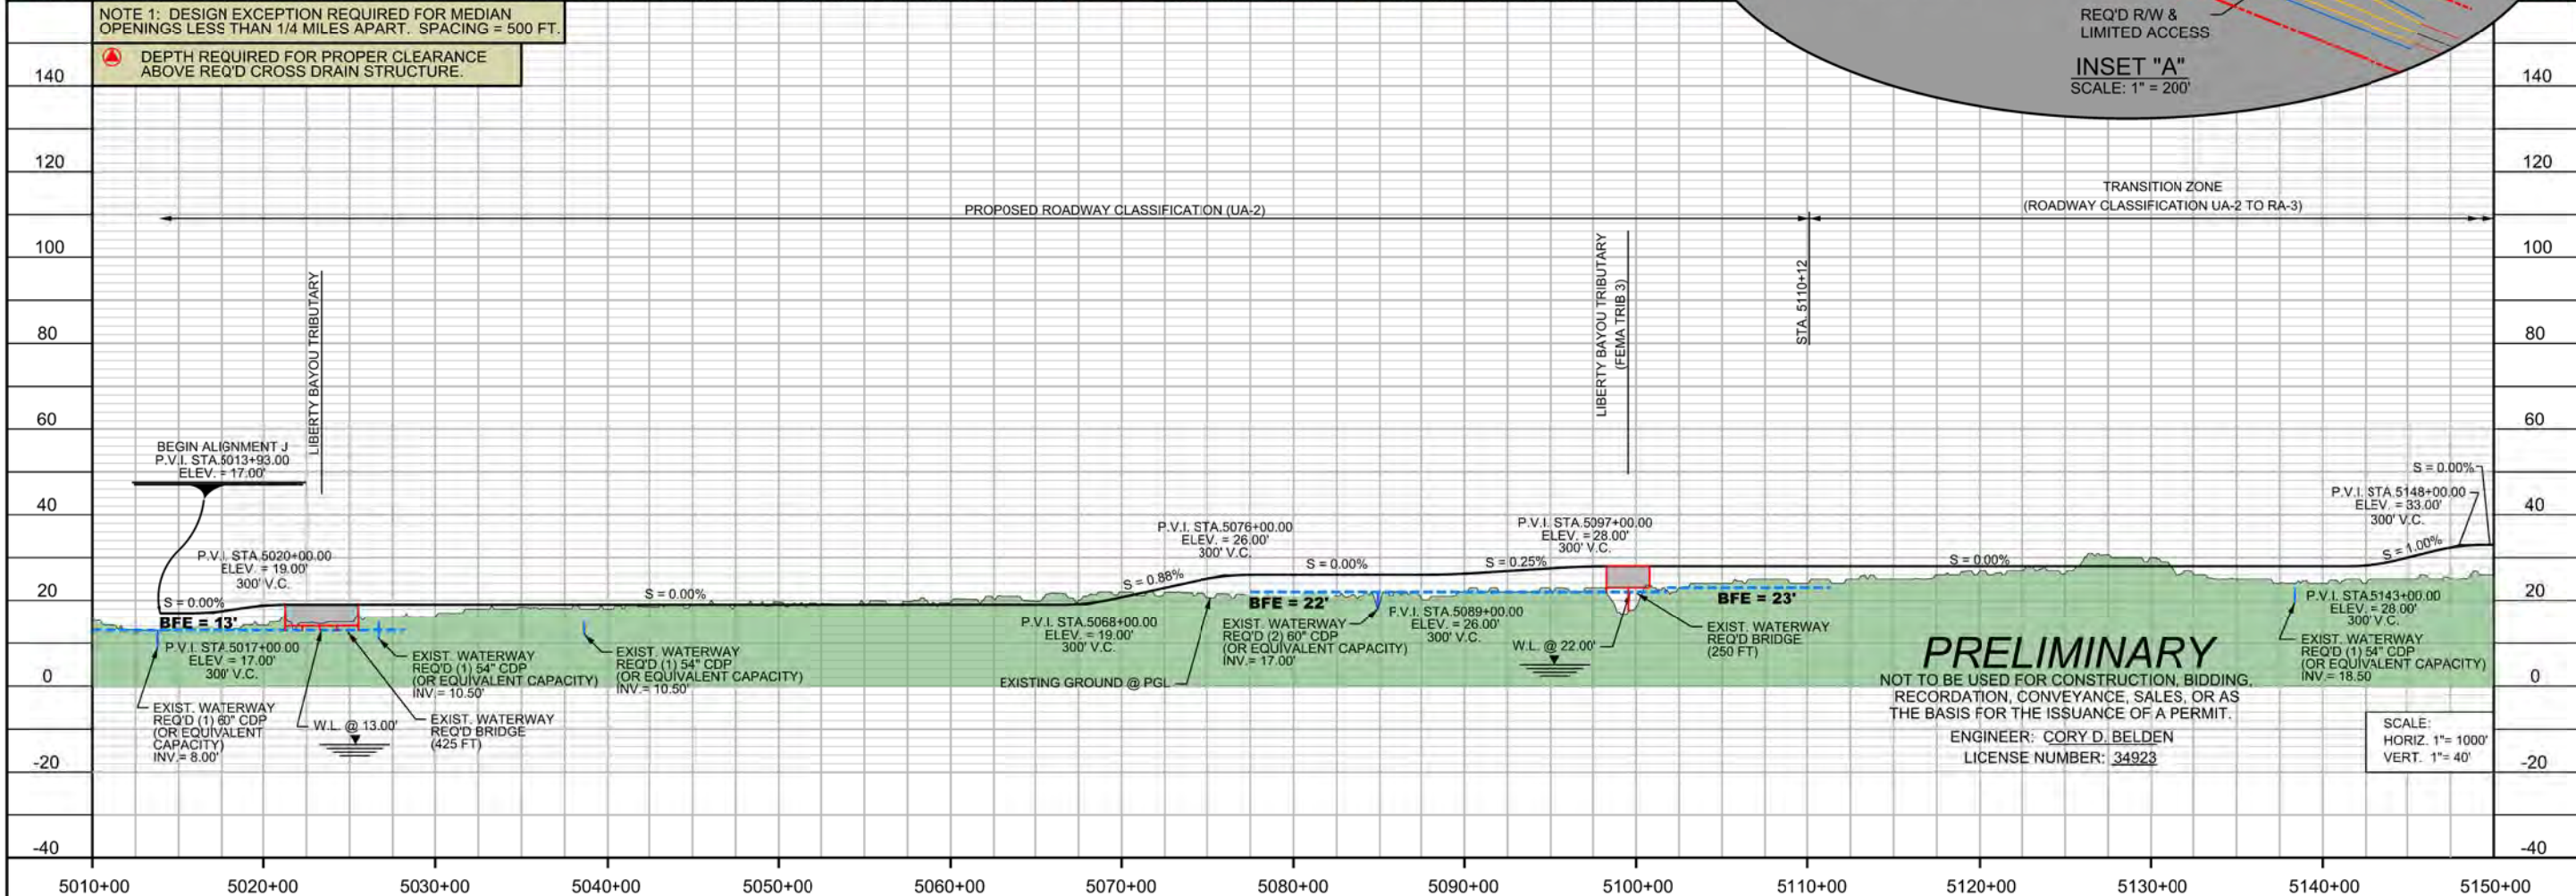 NOTE 1: DESIGN EXCEPTION REQUIRED FOR MEDIAN
OPENINGS LESS THAN 1/4 MILES APART. SPACING = 500 FT.
DEPTH REQUIRED FOR PROPER CLEARANCE
ABOVE REQ'D CROSS DRAIN STRUCTURE.
REQ'D R/W &
LIMITED ACCESS
INSET "A"
SCALE: 1" = 200'
140
140
120
120
100
100
80
80
60
60
40
40
20
20
0
0
-20
-20
-40
-40
PROPOSED ROADWAY CLASSIFICATION (UA-2)
TRANSITION ZONE
(ROADWAY CLASSIFICATION UA-2 TO RA-3)
LIBERTY BAYOU TRIBUTARY
LIBERTY BAYOU TRIBUTARY
(FEMA TRIB 3)
STA. 5110+12
BEGIN ALIGNMENT J
P.V.I. STA.5013+93.00
ELEV. = 17.00'
P.V.I. STA.5020+00.00
ELEV. = 19.00'
300' V.C.
S = 0.00%
BFE = 13'
P.V.I. STA.5017+00.00
ELEV = 17.00'
300' V.C.
EXIST. WATERWAY
REQ'D (1) 60" CDP
(OR EQUIVALENT
CAPACITY)
INV.= 8.00'
W.L. @ 13.00'
EXIST. WATERWAY
REQ'D BRIDGE
(425 FT)
EXIST. WATERWAY
REQ'D (1) 54" CDP
(OR EQUIVALENT CAPACITY)
INV.= 10.50'
S = 0.00%
EXIST. WATERWAY
REQ'D (1) 54" CDP
(OR EQUIVALENT CAPACITY)
INV.= 10.50'
P.V.I. STA.5068+00.00
ELEV. = 19.00'
300' V.C.
EXISTING GROUND @ PGL
S = 0.88%
P.V.I. STA.5076+00.00
ELEV. = 26.00'
300' V.C.
S = 0.00%
BFE = 22'
EXIST. WATERWAY
REQ'D (2) 60" CDP
(OR EQUIVALENT CAPACITY)
INV.= 17.00'
P.V.I. STA.5089+00.00
ELEV. = 26.00'
300' V.C.
S = 0.25%
P.V.I. STA.5097+00.00
ELEV. = 28.00'
300' V.C.
W.L. @ 22.00'
EXIST. WATERWAY
REQ'D BRIDGE
(250 FT)
BFE = 23'
S = 0.00%
S = 0.00%
P.V.I. STA.5148+00.00
ELEV. = 33.00'
300' V.C.
S = 1.00%
P.V.I. STA5143+00.00
ELEV. = 28.00'
300' V.C.
EXIST. WATERWAY
REQ'D (1) 54" CDP
(OR EQUIVALENT CAPACITY)
INV.= 18.50
PRELIMINARY
NOT TO BE USED FOR CONSTRUCTION, BIDDING,
RECORDATION, CONVEYANCE, SALES, OR AS
THE BASIS FOR THE ISSUANCE OF A PERMIT.
ENGINEER: CORY D. BELDEN
LICENSE NUMBER: 34923
SCALE:
HORIZ. 1"= 1000'
VERT. 1"= 40'
5010+00
5020+00
5030+00
5040+00
5050+00
5060+00
5070+00
5080+00
5090+00
5100+00
5110+00
5120+00
5130+00
5140+00
5150+00